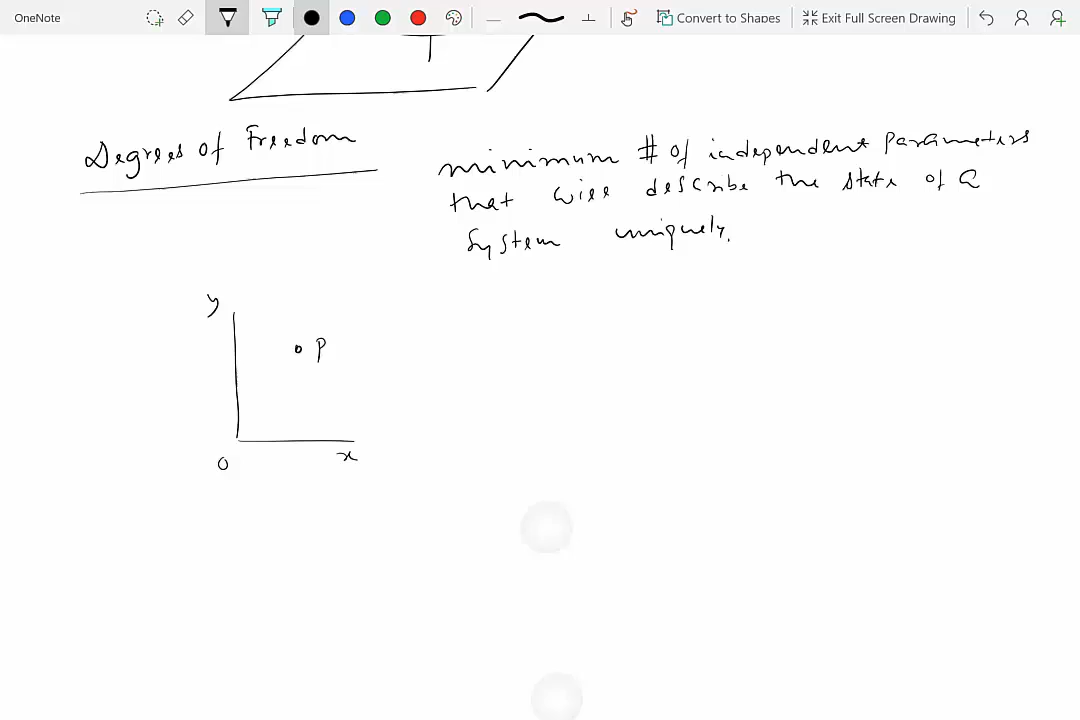 OneNote
Convert to Shapes
Exit Full Screen Drawing
Degrees of Freedom
minimum # of independent parameters
that will describe the state of a
system uniquely.
y
P
0
x